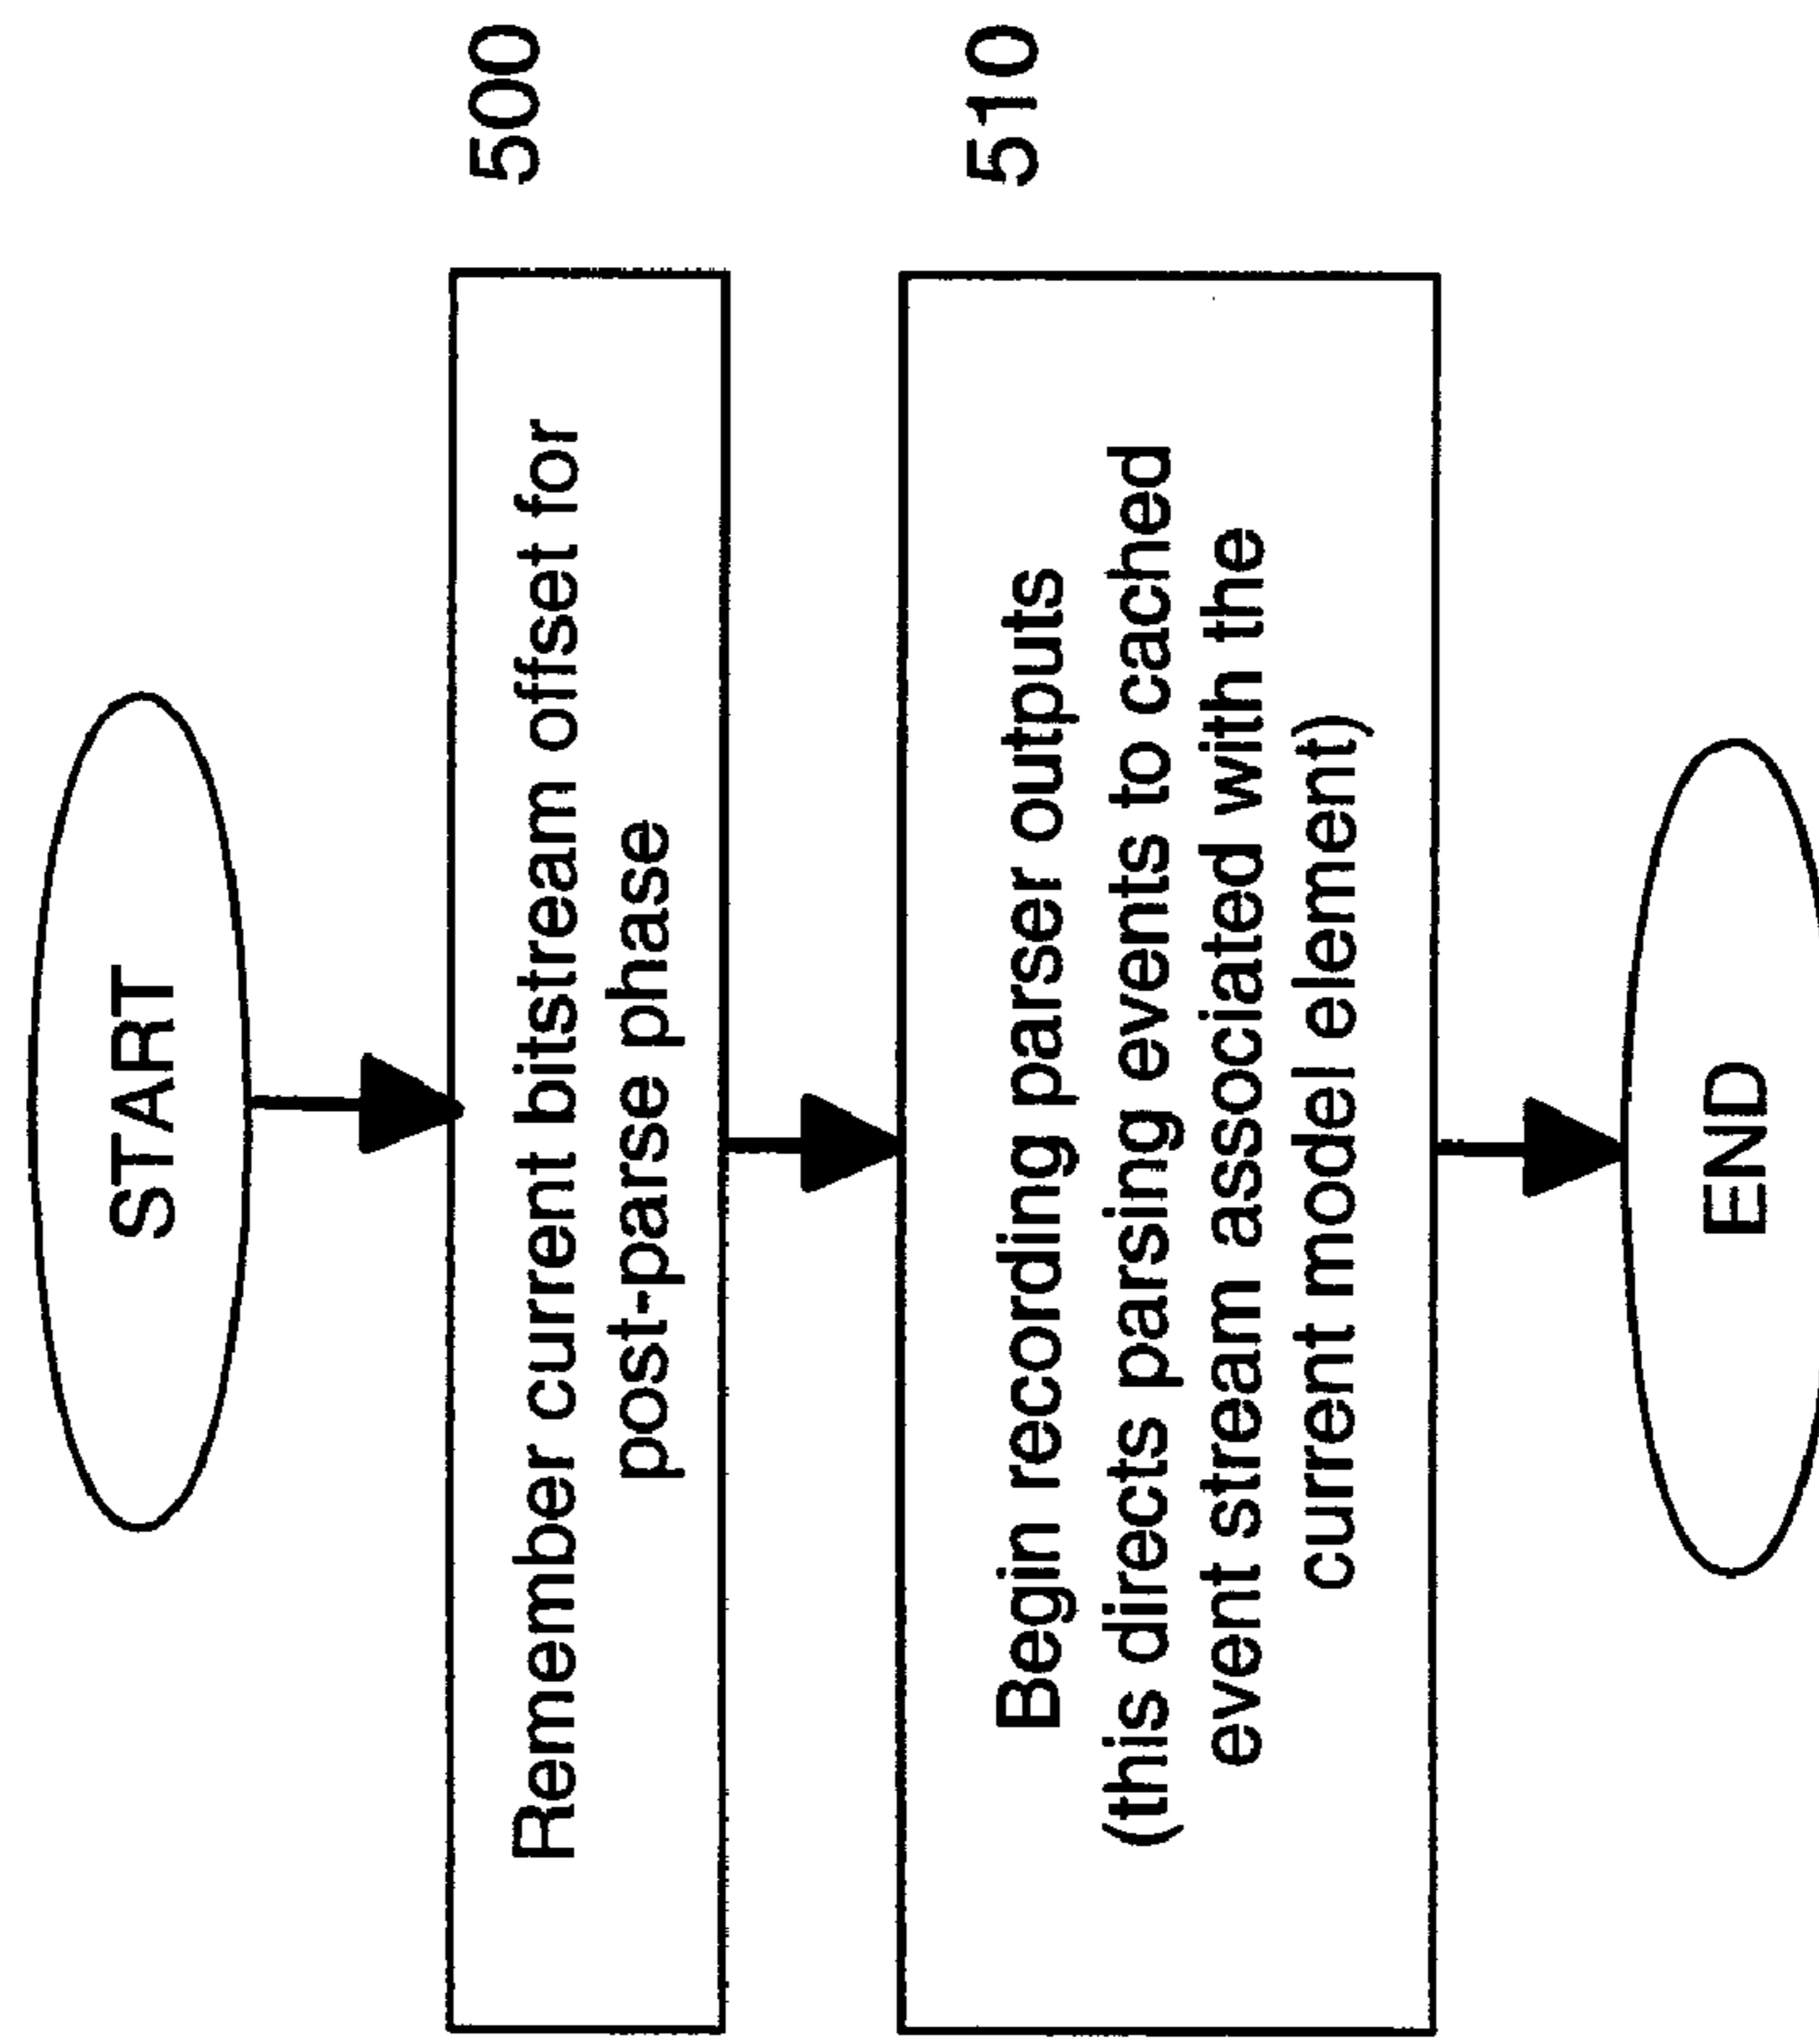 START
500
Remember current bitstream offset for
post-parse phase
510
Begin recording parser outputs
(this directs parsing events to cached
event stream associated with the
current model element)
END